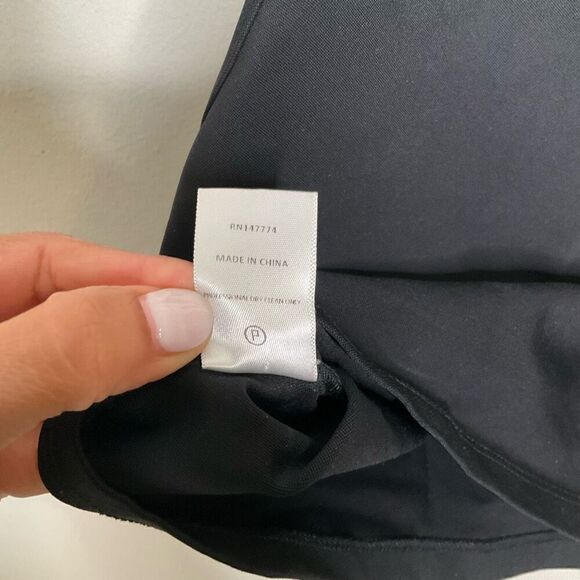 RN147774
MADE IN CHINA
PROFESSIONAL DRY CLEAN ONLY
P